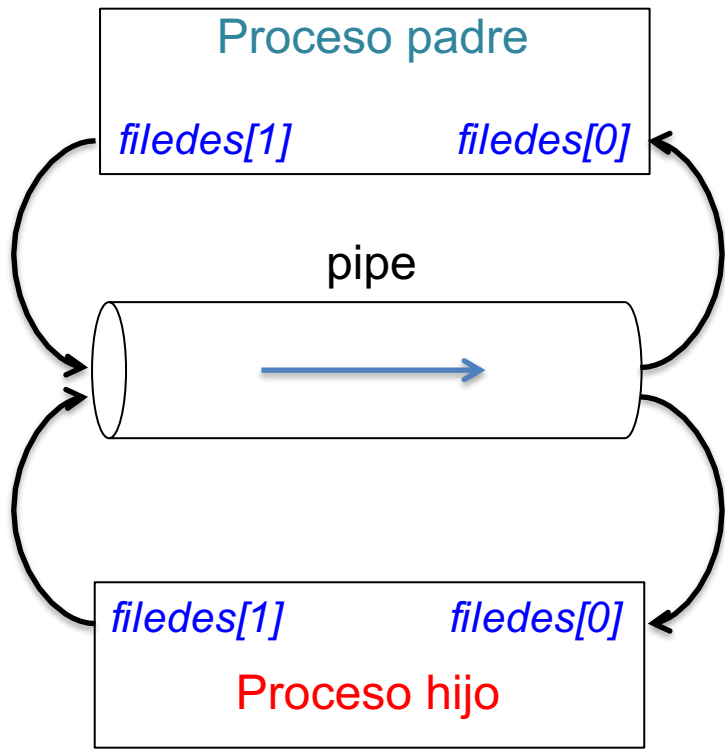 Proceso padre
filedes[1] filedes[0]
pipe
filedes[1] filedes[0]
Proceso hijo